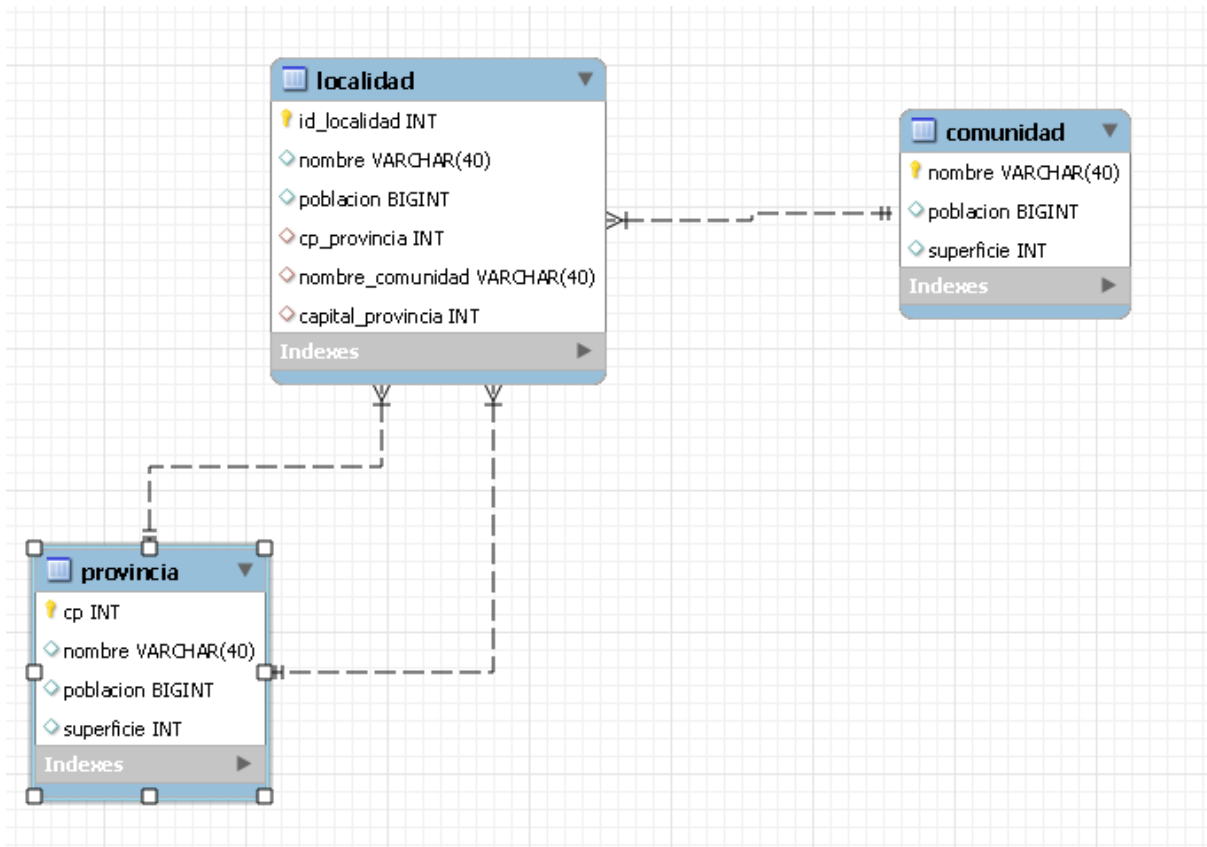 localidad
id_localidad INT
nombre VARCHAR(40)
poblacion BIGINT
cp_provincia INT
nombre_comunidad VARCHAR(40)
capital_provincia INT
Indexes
comunidad
nombre VARCHAR(40)
poblacion BIGINT
superficie INT
Indexes
provincia
cp INT
nombre VARCHAR(40)
poblacion BIGINT
superficie INT
Indexes